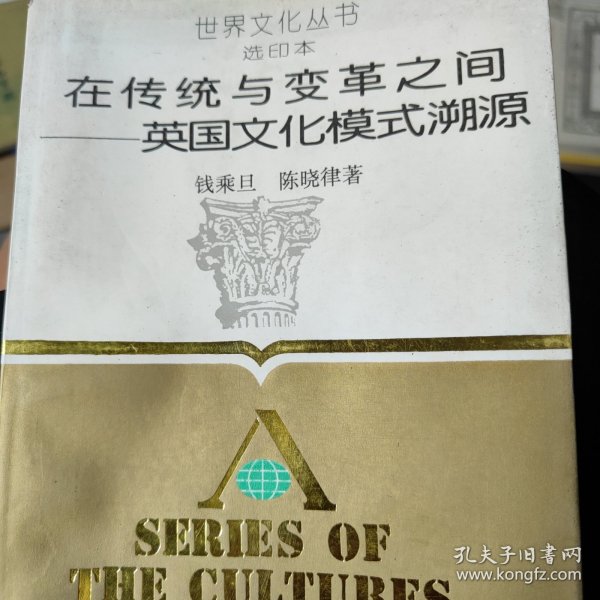 世界文化丛书
选印本
在传统与变革之间
——英国文化模式溯源
钱乘旦 陈晓律著
SERIES OF
THE CULTURES
孔夫子旧书网
www.kongfz.com